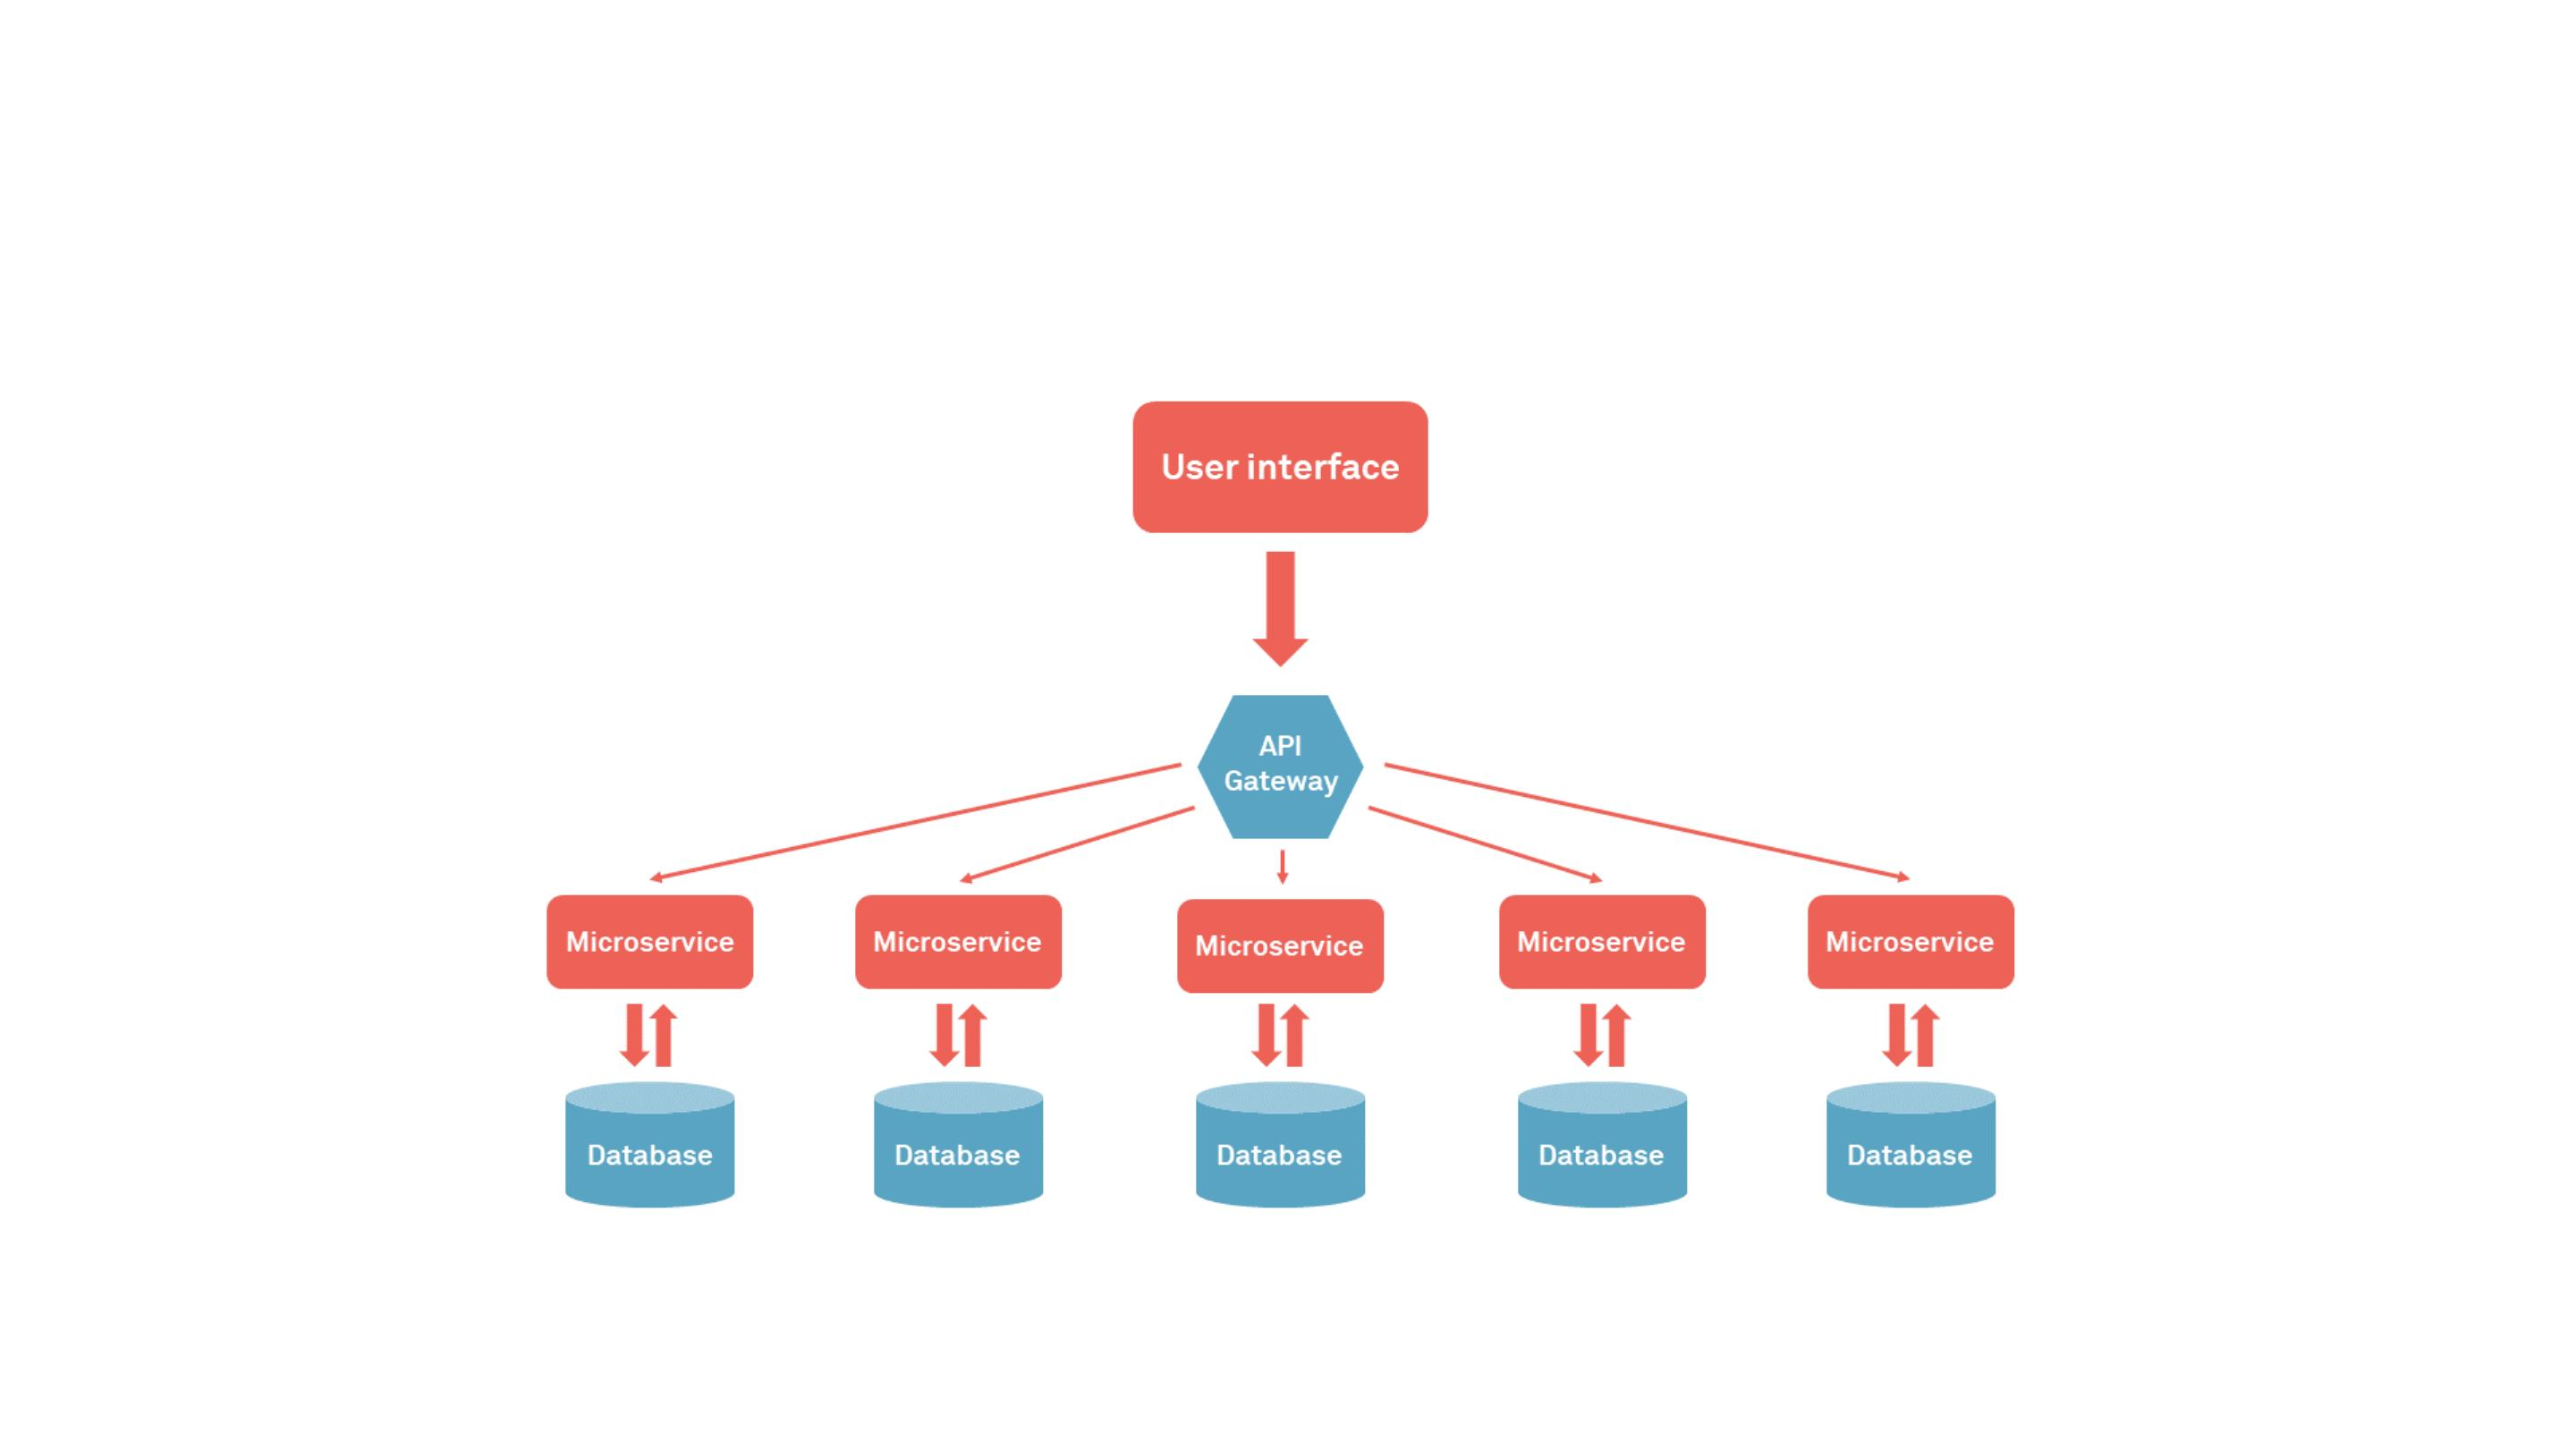 User interface
API
Gateway
Microservice
Microservice
Microservice
Microservice
Microservice
Database
Database
Database
Database
Database